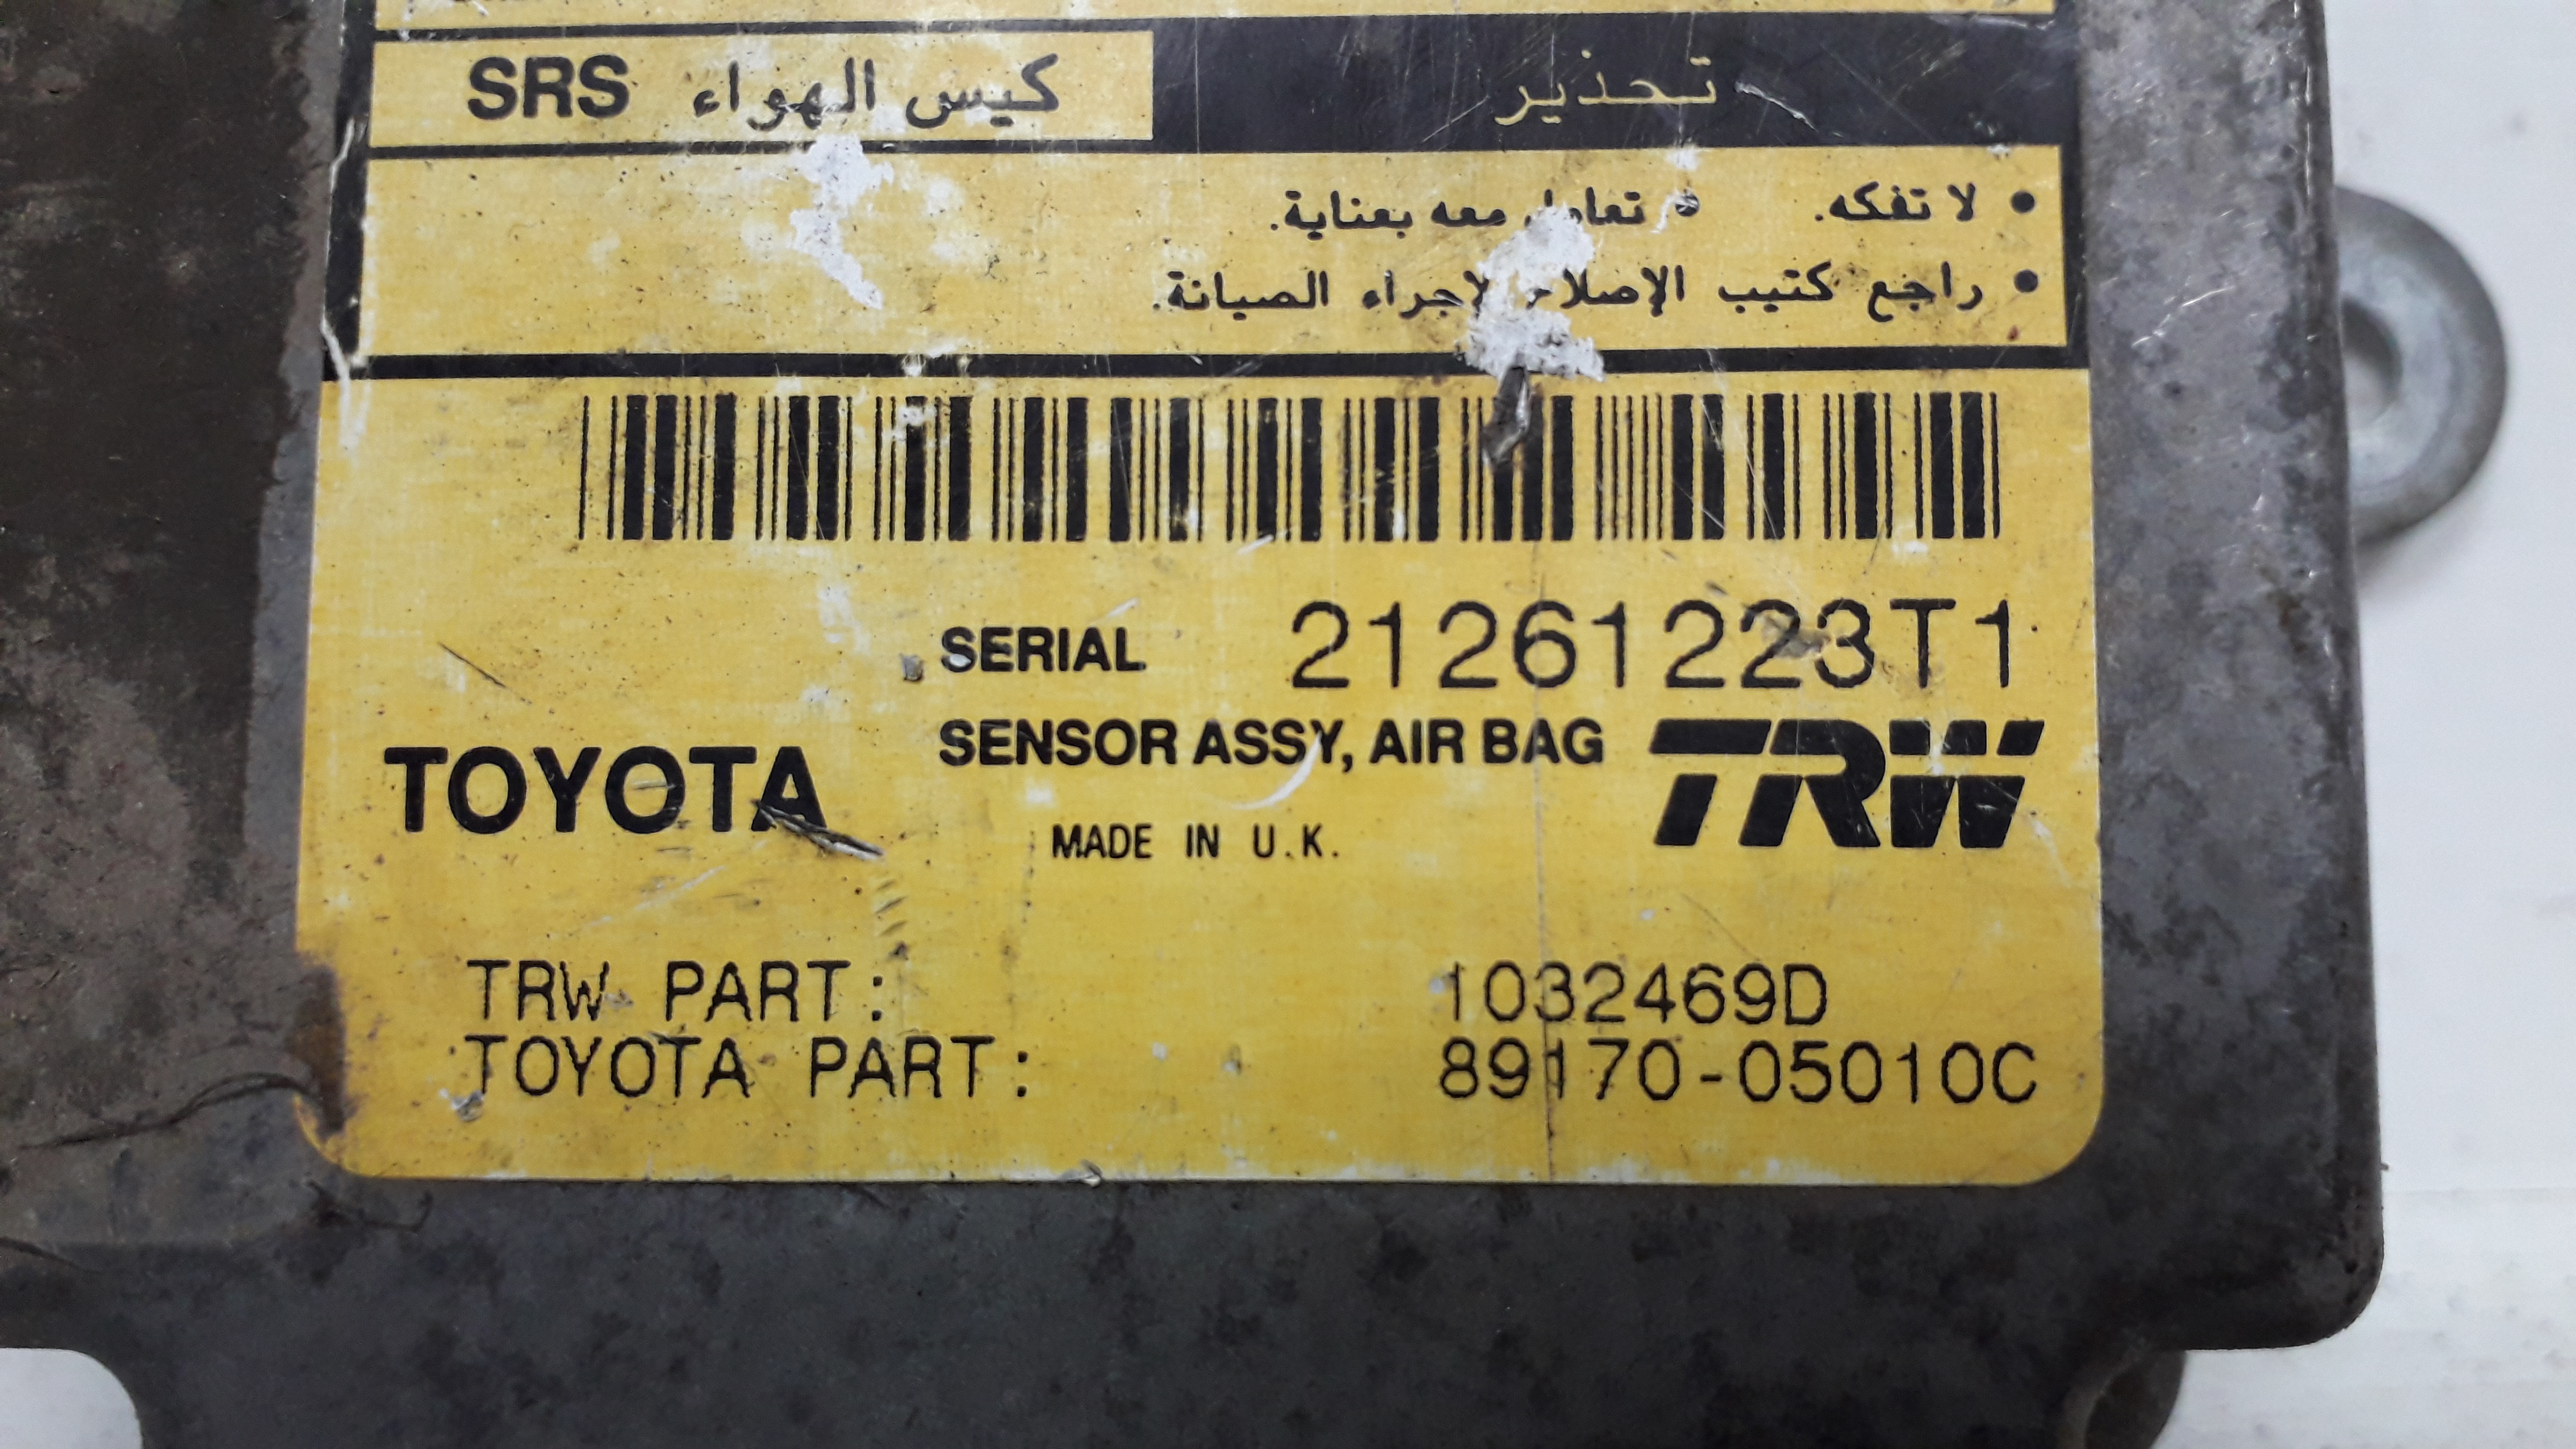 تحذير كيس الهواء SRS
• لا تفكه. • تعامل معه بعناية.
• راجع كتيب الإصلاح لإجراء الصيانة.
SERIAL 21261223T1
SENSOR ASSY, AIR BAG
TOYOTA TRW
MADE IN U.K.
TRW PART: 1032469D
TOYOTA PART: 89170-05010C